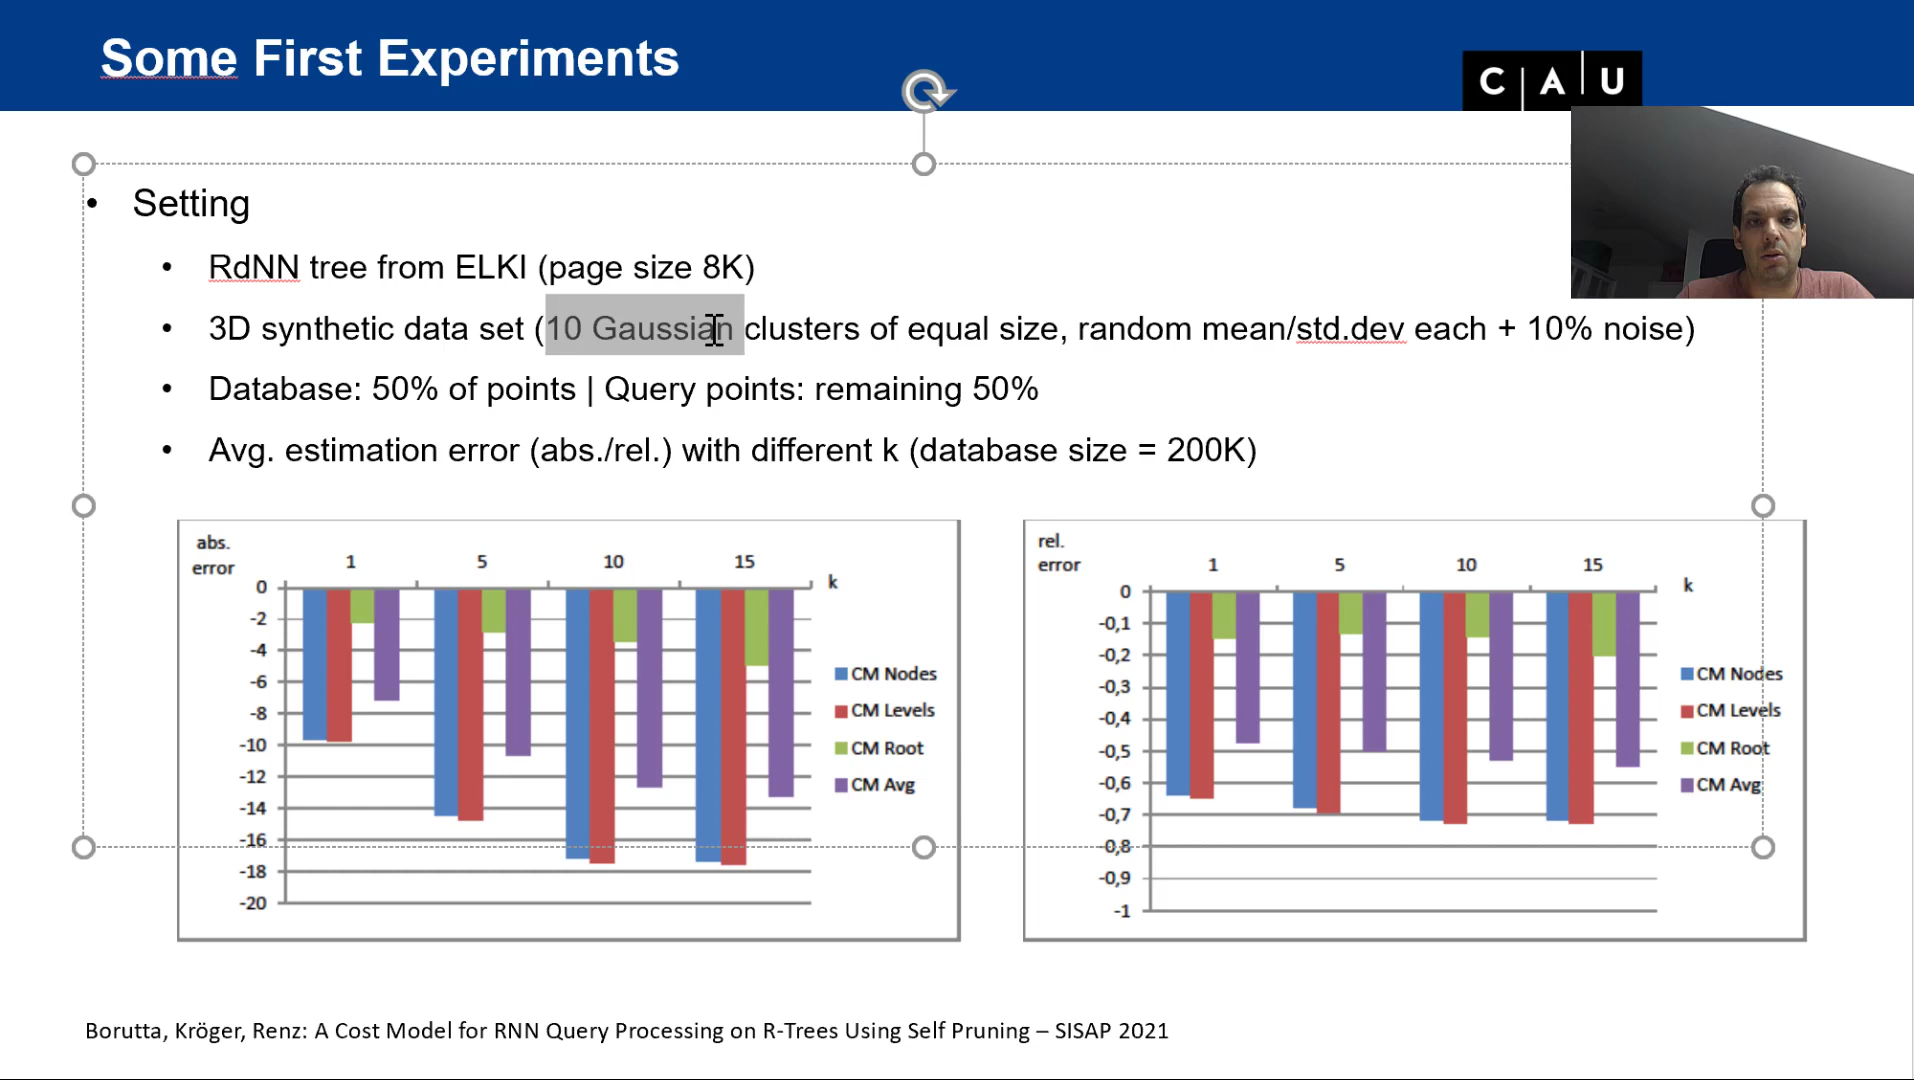 Some First Experiments
C A U
• Setting
• RdNN tree from ELKI (page size 8K)
• 3D synthetic data set (10 Gaussian clusters of equal size, random mean/std.dev each + 10% noise)
• Database: 50% of points | Query points: remaining 50%
• Avg. estimation error (abs./rel.) with different k (database size = 200K)
abs.
error
1 5 10 15
k
0
-2
-4
-6
-8
-10
-12
-14
-16
-18
-20
CM Nodes
CM Levels
CM Root
CM Avg
rel.
error
1 5 10 15
k
0
-0,1
-0,2
-0,3
-0,4
-0,5
-0,6
-0,7
-0,8
-0,9
-1
CM Nodes
CM Levels
CM Root
CM Avg
Borutta, Kröger, Renz: A Cost Model for RNN Query Processing on R-Trees Using Self Pruning – SISAP 2021